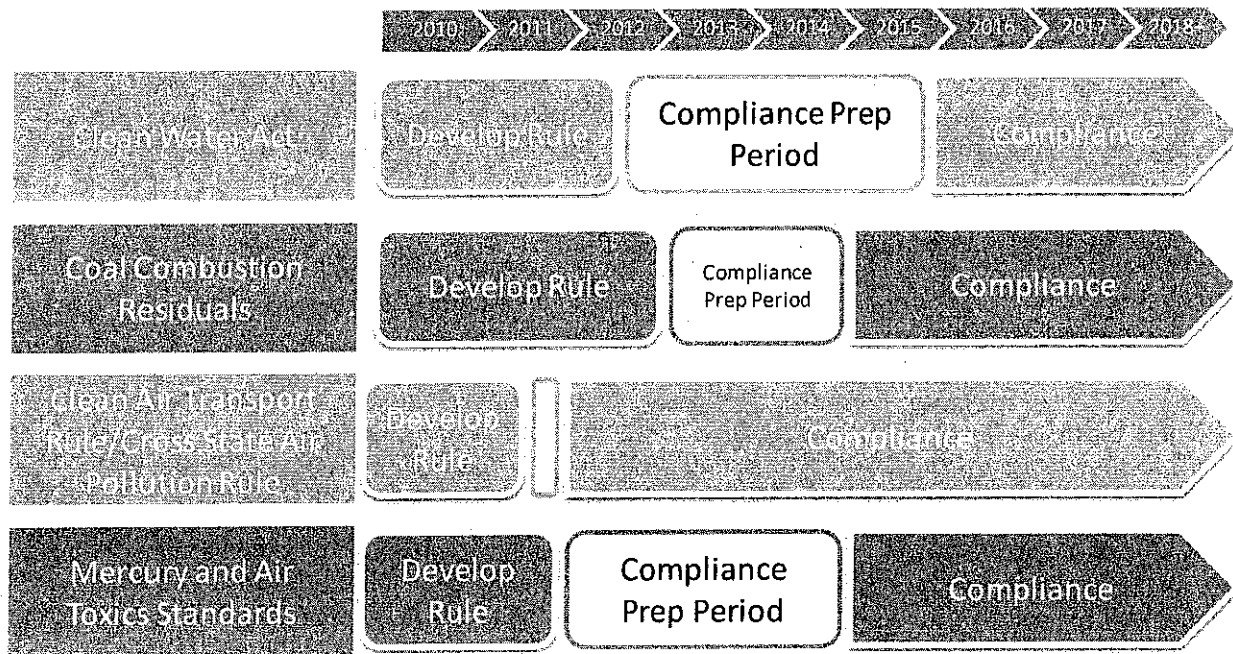 2010 2011 2012 2013 2014 2015 2016 2017 2018+
Clean Water Act
Develop Rule
Compliance Prep
Period
Compliance
Coal Combustion
Residuals
Develop Rule
Compliance
Prep Period
Compliance
Clean Air Transport
Rule/Cross State Air
Pollution Rule
Develop
Rule
Compliance
Mercury and Air
Toxics Standards
Develop
Rule
Compliance
Prep Period
Compliance